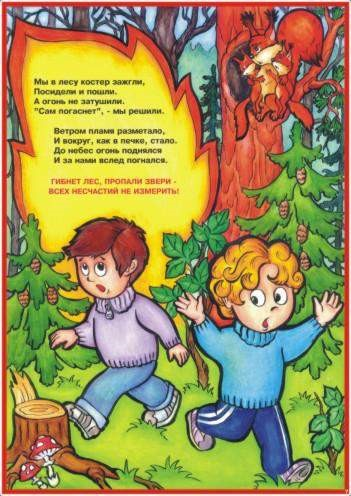 Мы в лесу костер зажгли,
Посидели и пошли.
А огонь не затушили.
"Сам погаснет", - мы решили.
Ветром пламя разметало,
И вокруг, как в печке, стало.
До небес огонь поднялся
И за нами вслед погнался.
ГИБНЕТ ЛЕС, ПРОПАЛИ ЗВЕРИ -
ВСЕХ НЕСЧАСТИЙ НЕ ИЗМЕРИТЬ!